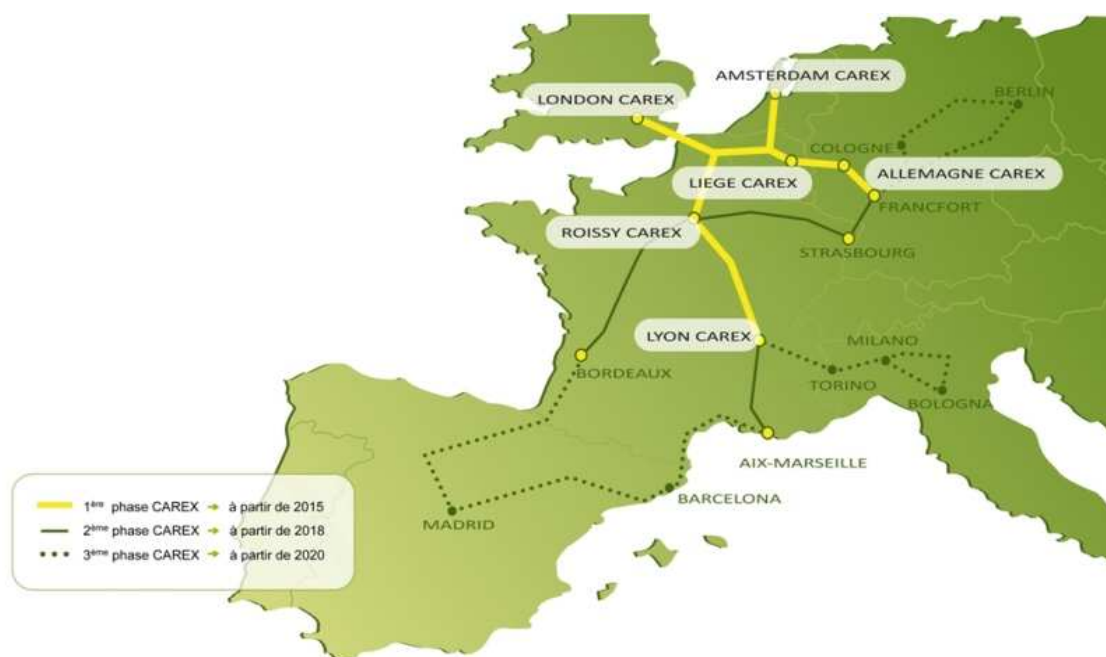 AMSTERDAM CAREX
LONDON CAREX
BERLIN
COLOGNE
LIEGE CAREX
ALLEMAGNE CAREX
FRANCFORT
ROISSY CAREX
STRASBOURG
LYON CAREX
MILANO
BORDEAUX
TORINO
BOLOGNA
AIX-MARSEILLE
BARCELONA
MADRID
1ère phase CAREX → à partir de 2015
2ème phase CAREX → à partir de 2018
3ème phase CAREX → à partir de 2020